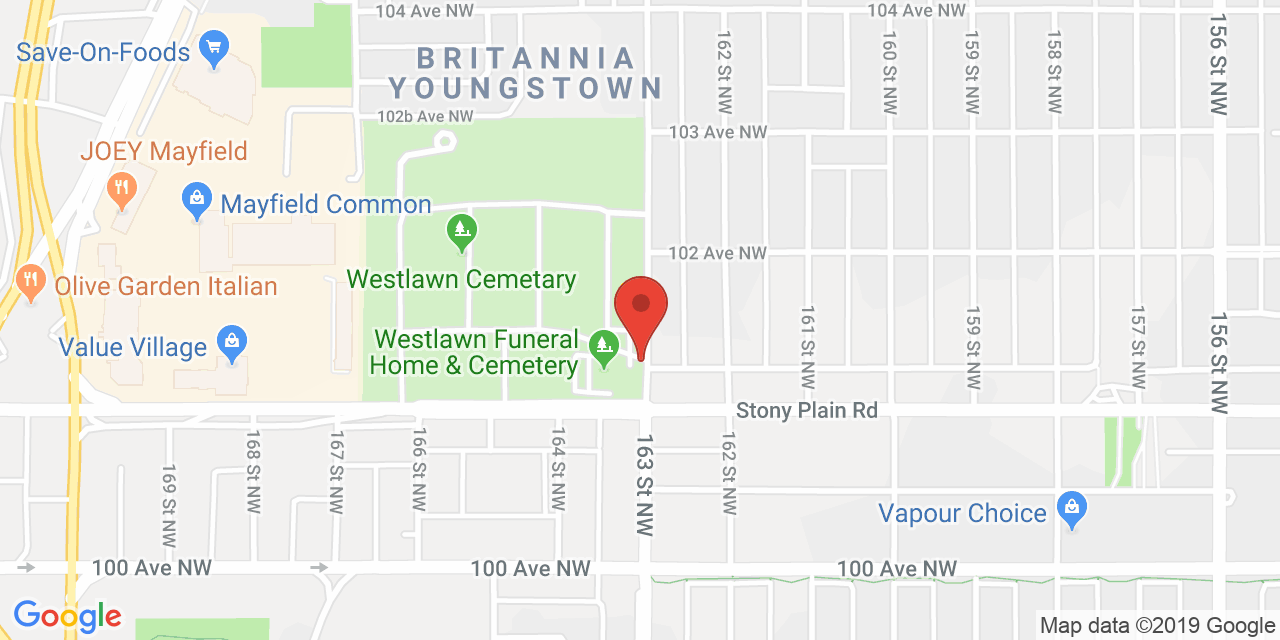 104 Ave NW
104 Ave NW
Save-On-Foods
BRITANNIA
YOUNGSTOWN
162 St NW
160 St NW
159 St NW
158 St NW
156 St NW
102b Ave NW
103 Ave NW
JOEY Mayfield
Mayfield Common
102 Ave NW
Westlawn Cemetary
Olive Garden Italian
Westlawn Funeral
Home & Cemetery
Value Village
161 St NW
159 St NW
157 St NW
156 St NW
Stony Plain Rd
169 St NW
168 St NW
167 St NW
166 St NW
164 St NW
163 St NW
162 St NW
Vapour Choice
100 Ave NW
100 Ave NW
100 Ave NW
Google
Map data ©2019 Google